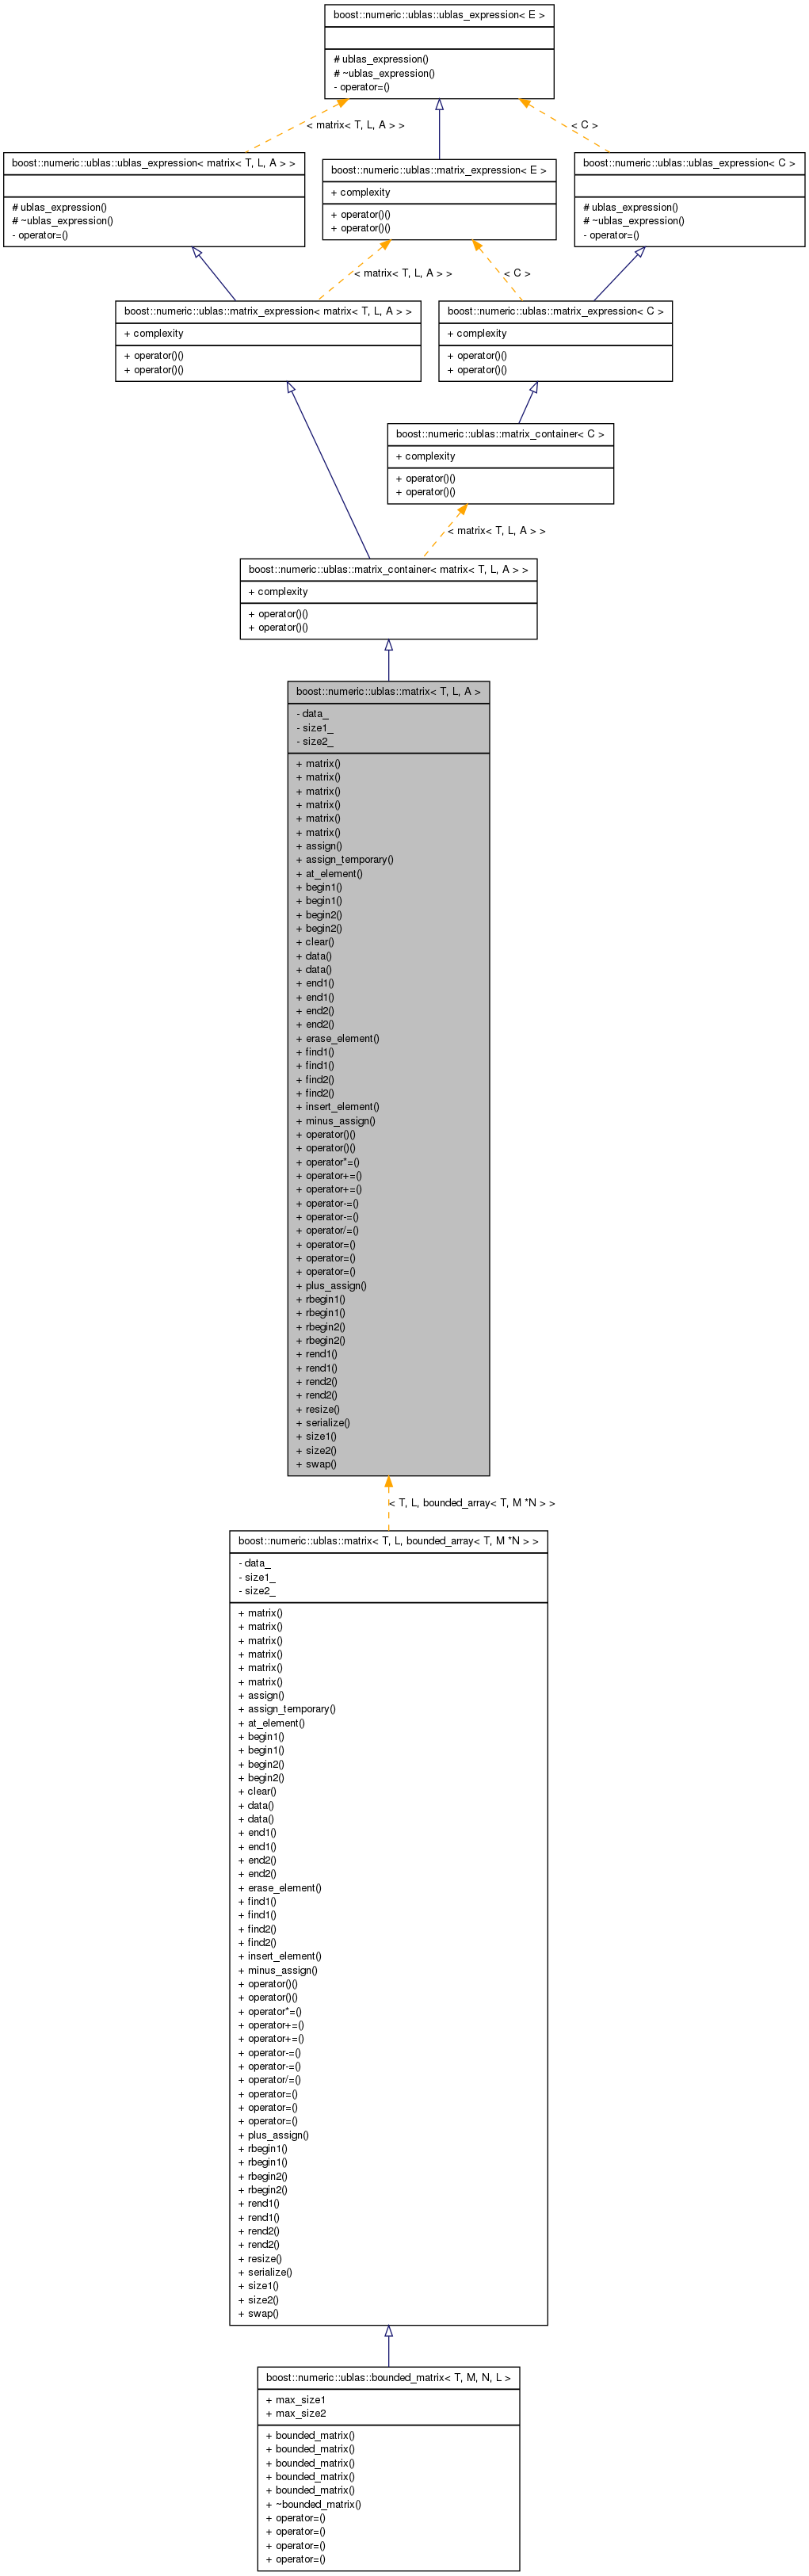 boost::numeric::ublas::ublas_expression< E >
# ublas_expression()
# ~ublas_expression()
- operator=()
< matrix< T, L, A > >
< C >
boost::numeric::ublas::ublas_expression< matrix< T, L, A > >
# ublas_expression()
# ~ublas_expression()
- operator=()
boost::numeric::ublas::matrix_expression< E >
+ complexity
+ operator()()
+ operator()()
boost::numeric::ublas::ublas_expression< C >
# ublas_expression()
# ~ublas_expression()
- operator=()
< matrix< T, L, A > >
< C >
boost::numeric::ublas::matrix_expression< matrix< T, L, A > >
+ complexity
+ operator()()
+ operator()()
boost::numeric::ublas::matrix_expression< C >
+ complexity
+ operator()()
+ operator()()
boost::numeric::ublas::matrix_container< C >
+ complexity
+ operator()()
+ operator()()
< matrix< T, L, A > >
boost::numeric::ublas::matrix_container< matrix< T, L, A > >
+ complexity
+ operator()()
+ operator()()
boost::numeric::ublas::matrix< T, L, A >
- data_
- size1_
- size2_
+ matrix()
+ matrix()
+ matrix()
+ matrix()
+ matrix()
+ matrix()
+ assign()
+ assign_temporary()
+ at_element()
+ begin1()
+ begin1()
+ begin2()
+ begin2()
+ clear()
+ data()
+ data()
+ end1()
+ end1()
+ end2()
+ end2()
+ erase_element()
+ find1()
+ find1()
+ find2()
+ find2()
+ insert_element()
+ minus_assign()
+ operator()()
+ operator()()
+ operator*=()
+ operator+=()
+ operator+=()
+ operator-=()
+ operator-=()
+ operator/=()
+ operator=()
+ operator=()
+ operator=()
+ plus_assign()
+ rbegin1()
+ rbegin1()
+ rbegin2()
+ rbegin2()
+ rend1()
+ rend1()
+ rend2()
+ rend2()
+ resize()
+ serialize()
+ size1()
+ size2()
+ swap()
< T, L, bounded_array< T, M *N > >
boost::numeric::ublas::matrix< T, L, bounded_array< T, M *N > >
- data_
- size1_
- size2_
+ matrix()
+ matrix()
+ matrix()
+ matrix()
+ matrix()
+ matrix()
+ assign()
+ assign_temporary()
+ at_element()
+ begin1()
+ begin1()
+ begin2()
+ begin2()
+ clear()
+ data()
+ data()
+ end1()
+ end1()
+ end2()
+ end2()
+ erase_element()
+ find1()
+ find1()
+ find2()
+ find2()
+ insert_element()
+ minus_assign()
+ operator()()
+ operator()()
+ operator*=()
+ operator+=()
+ operator+=()
+ operator-=()
+ operator-=()
+ operator/=()
+ operator=()
+ operator=()
+ operator=()
+ plus_assign()
+ rbegin1()
+ rbegin1()
+ rbegin2()
+ rbegin2()
+ rend1()
+ rend1()
+ rend2()
+ rend2()
+ resize()
+ serialize()
+ size1()
+ size2()
+ swap()
boost::numeric::ublas::bounded_matrix< T, M, N, L >
+ max_size1
+ max_size2
+ bounded_matrix()
+ bounded_matrix()
+ bounded_matrix()
+ bounded_matrix()
+ bounded_matrix()
+ ~bounded_matrix()
+ operator=()
+ operator=()
+ operator=()
+ operator=()